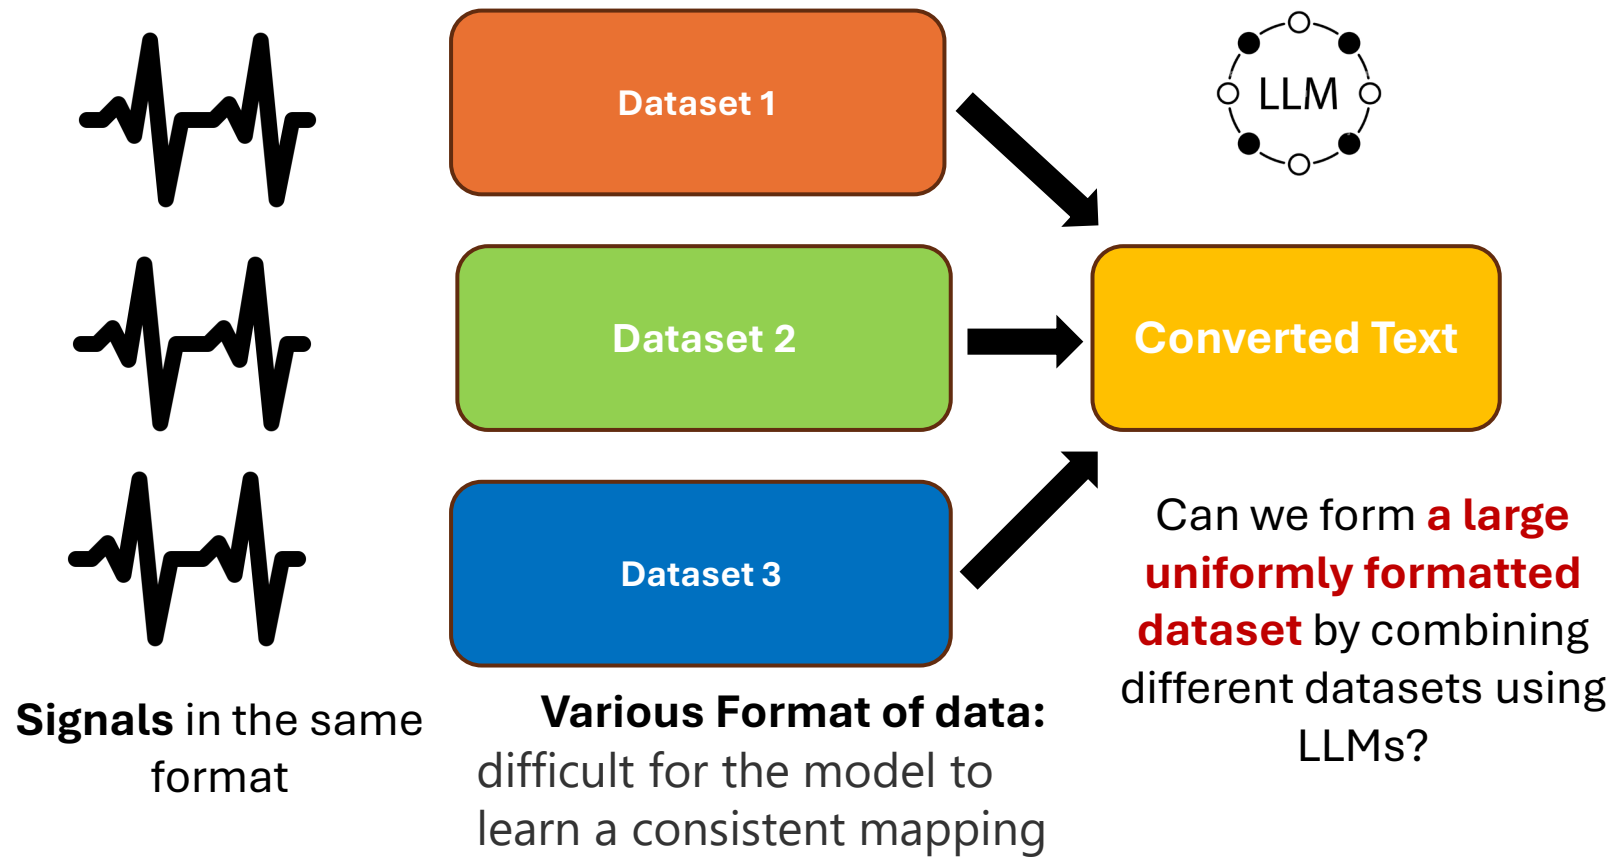 Dataset 1
LLM
Dataset 2
Converted Text
Dataset 3
Signals in the same
format
Various Format of data:
difficult for the model to
learn a consistent mapping
Can we form a large
uniformly formatted
dataset by combining
different datasets using
LLMs?